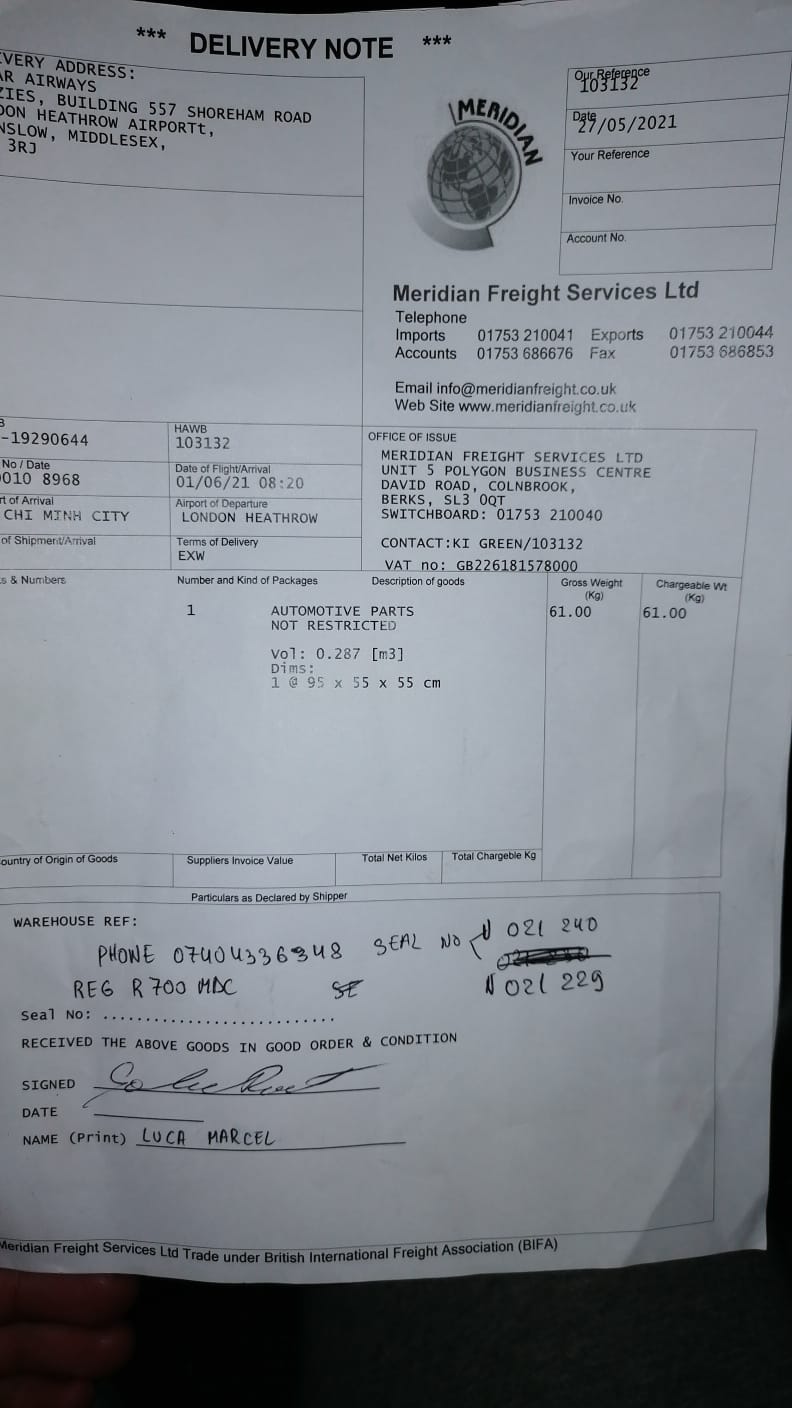 *** DELIVERY NOTE ***
VERY ADDRESS:
AR AIRWAYS
ZIES, BUILDING 557 SHOREHAM ROAD
DON HEATHROW AIRPORTt,
NSLOW, MIDDLESEX,
3RJ
MERIDIAN
Our Reference
103132
Date
27/05/2021
Your Reference
Invoice No.
Account No.
Meridian Freight Services Ltd
Telephone
Imports 01753 210041 Exports 01753 210044
Accounts 01753 686676 Fax 01753 686853
Email info@meridianfreight.co.uk
Web Site www.meridianfreight.co.uk
B
-19290644
HAWB
103132
No / Date
0010 8968
Date of Flight/Arrival
01/06/21 08:20
rt of Arrival
CHI MINH CITY
Airport of Departure
LONDON HEATHROW
of Shipment/Arrival
Terms of Delivery
EXW
OFFICE OF ISSUE
MERIDIAN FREIGHT SERVICES LTD
UNIT 5 POLYGON BUSINESS CENTRE
DAVID ROAD, COLNBROOK,
BERKS, SL3 0QT
SWITCHBOARD: 01753 210040
CONTACT:KI GREEN/103132
VAT no: GB226181578000
s & Numbers Number and Kind of Packages Description of goods Gross Weight (Kg) Chargeable Wt (Kg)
1 AUTOMOTIVE PARTS 61.00 61.00
NOT RESTRICTED
Vol: 0.287 [m3]
Dims:
1 @ 95 x 55 x 55 cm
ountry of Origin of Goods Suppliers Invoice Value Total Net Kilos Total Chargeble Kg
Particulars as Declared by Shipper
WAREHOUSE REF:
PHONE 07404336348 SEAL NO N 021 240
REG R700 MDC N 021 229
Seal No: ...........................
RECEIVED THE ABOVE GOODS IN GOOD ORDER & CONDITION
SIGNED
DATE
NAME (Print) LUCA MARCEL
Meridian Freight Services Ltd Trade under British International Freight Association (BIFA)